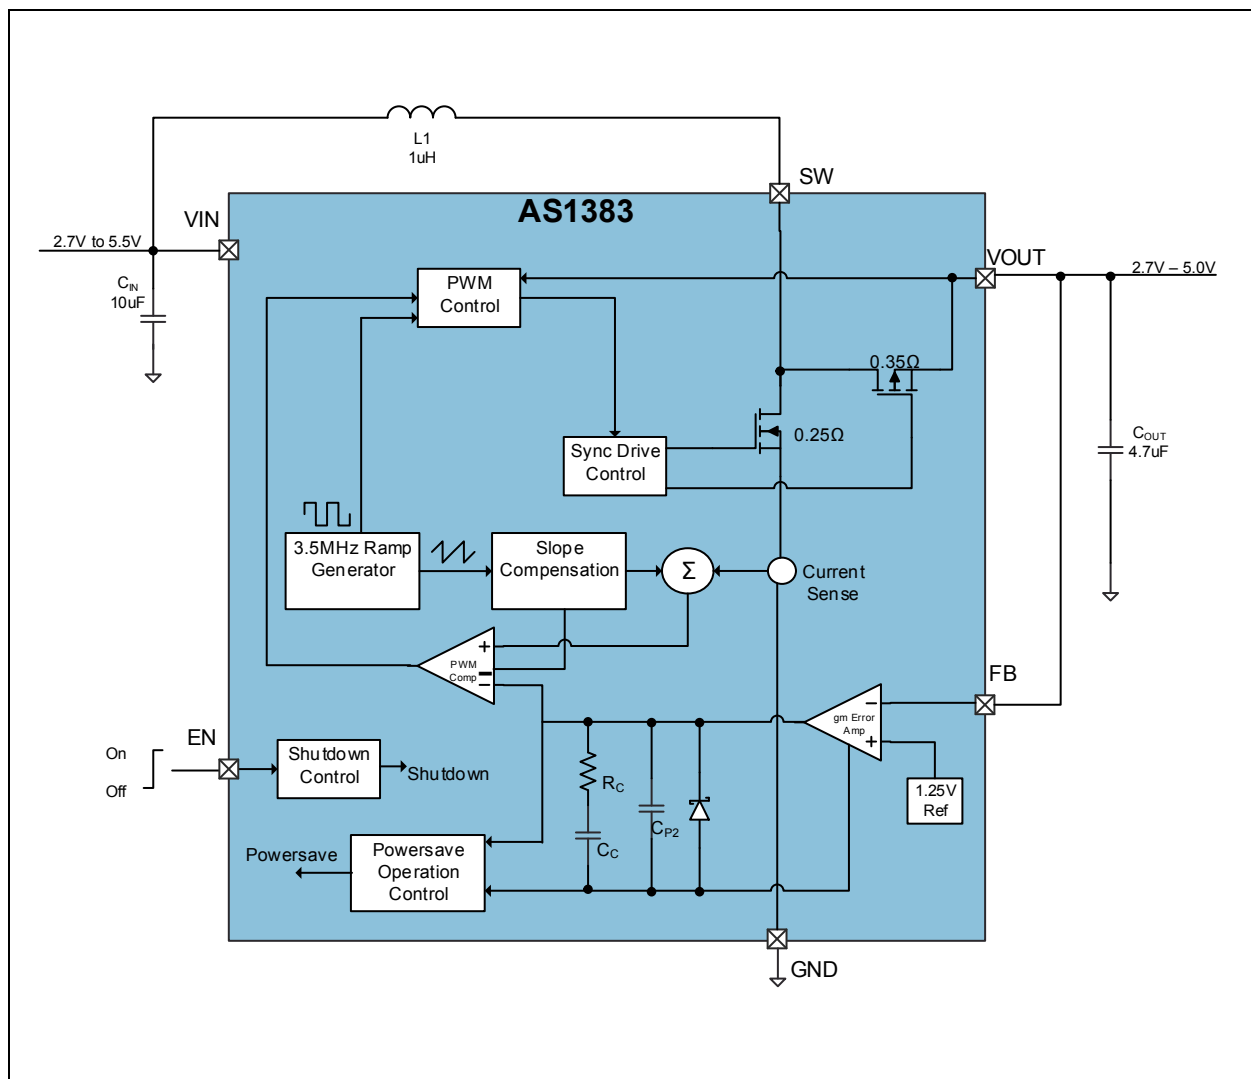 L1
1uH
SW
AS1383
VIN
2.7V to 5.5V
VOUT
2.7V – 5.0V
CIN
10uF
PWM
Control
0.35Ω
0.25Ω
COUT
4.7uF
Sync Drive
Control
3.5MHz Ramp
Generator
Slope
Compensation
Σ
Current
Sense
+
PWM
Comp
−
−
FB
−
gm Error
Amp
+
EN
On
Off
Shutdown
Control
Shutdown
RC
1.25V
Ref
CP2
CC
Powersave
Powersave
Operation
Control
GND